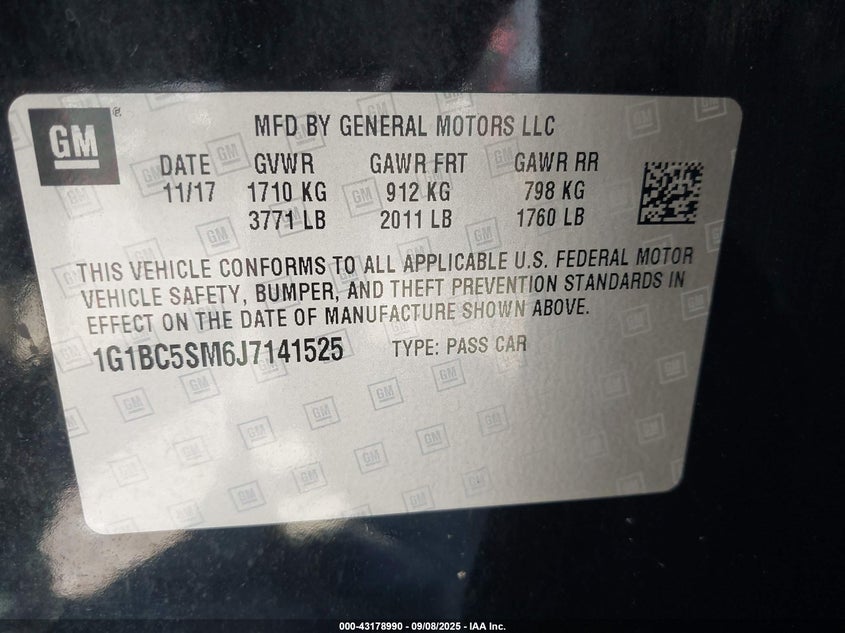 GM
MFD BY GENERAL MOTORS LLC
DATE GVWR GAWR FRT GAWR RR
11/17 1710 KG 912 KG 798 KG
3771 LB 2011 LB 1760 LB
THIS VEHICLE CONFORMS TO ALL APPLICABLE U.S. FEDERAL MOTOR
VEHICLE SAFETY, BUMPER, AND THEFT PREVENTION STANDARDS IN
EFFECT ON THE DATE OF MANUFACTURE SHOWN ABOVE.
1G1BC5SM6J7141525 TYPE: PASS CAR
000-43178990 - 09/08/2025 - IAA Inc.